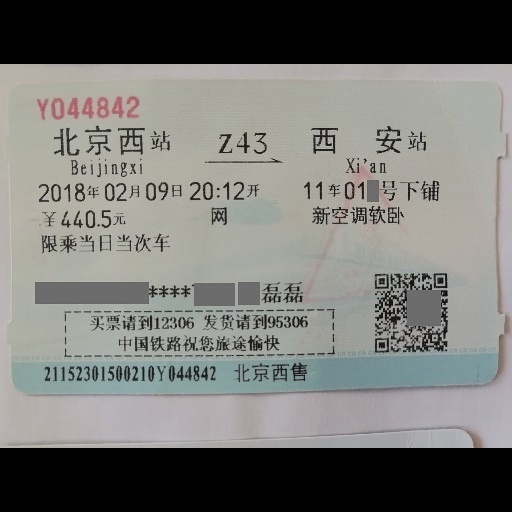 Y044842
北京西站 Z43 西 安站
Beijingxi Xi'an
2018年02月09日20:12开 11车01 号下铺
￥440.5元 网 新空调软卧
限乘当日当次车
**** 磊磊
买票请到12306 发货请到95306
中国铁路祝您旅途愉快
21152301500210Y044842 北京西售